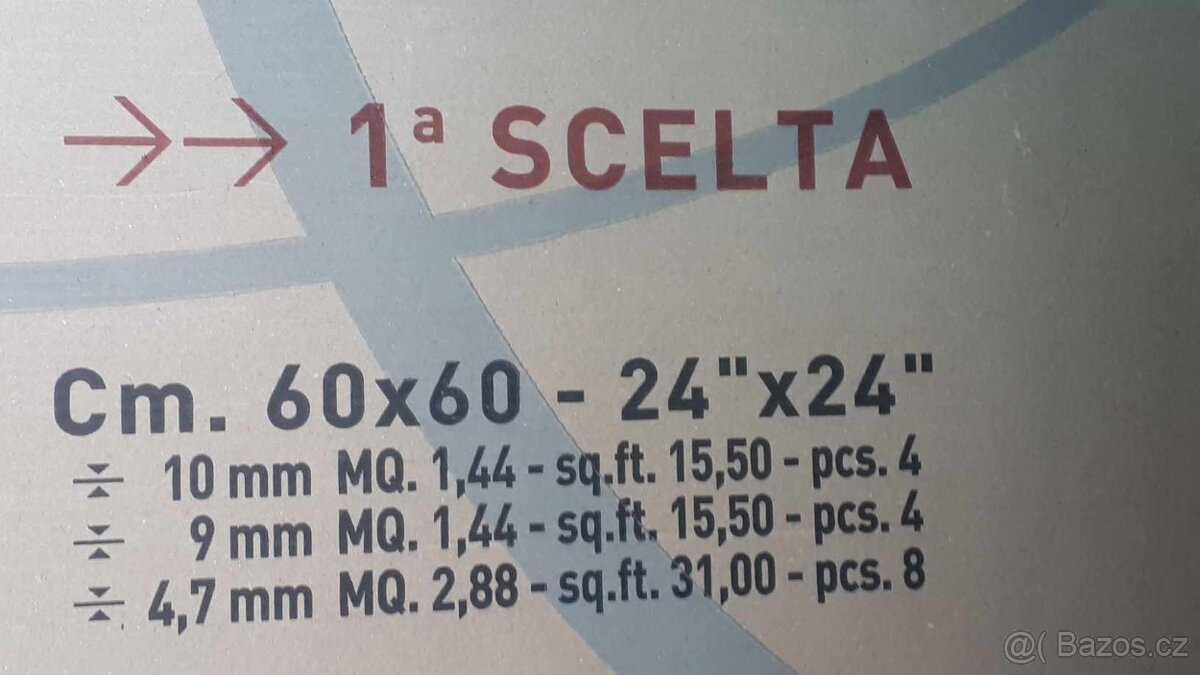 →→ 1ª SCELTA
Cm. 60x60 - 24"x24"
10 mm MQ. 1,44 - sq.ft. 15,50 - pcs. 4
9 mm MQ. 1,44 - sq.ft. 15,50 - pcs. 4
4,7 mm MQ. 2,88 - sq.ft. 31,00 - pcs. 8
@( Bazos.cz